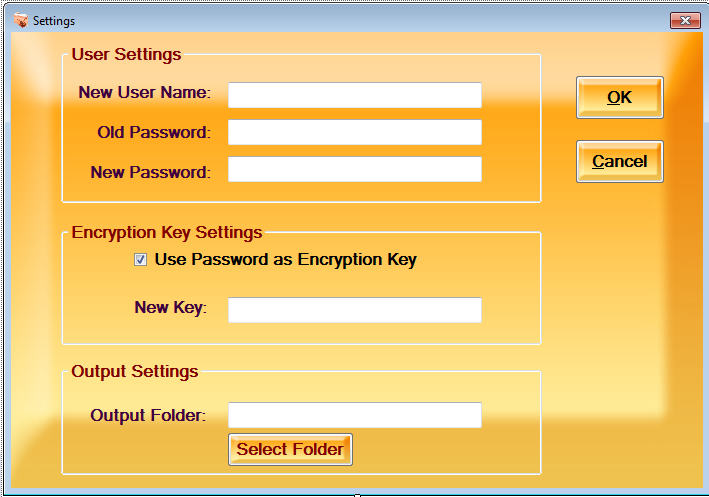 Settings
User Settings
New User Name:
OK
Old Password:
Cancel
New Password:
Encryption Key Settings
Use Password as Encryption Key
New Key:
Output Settings
Output Folder:
Select Folder